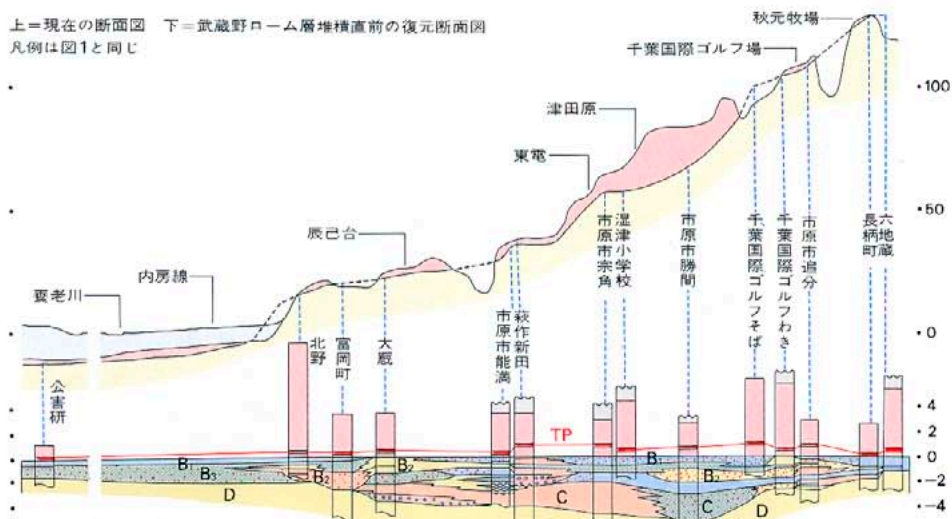 上=現在の断面図　下=武蔵野ローム層堆積直前の復元断面図
凡例は図1と同じ
秋元牧場
千葉国際ゴルフ場
津田原
東電
辰己台
内房線
養老川
100
50
0
公害研
北野
富岡町
大厩
市原市能満
萩作新田
市原市宗角
湿津小学校
市原市勝間
千葉国際ゴルフそば
千葉国際ゴルフわき
市原市追分
長柄町
六地蔵
4
2
0
−2
−4
TP
B
B₃
B₂
B₂
B
B₂
D
C
C
D